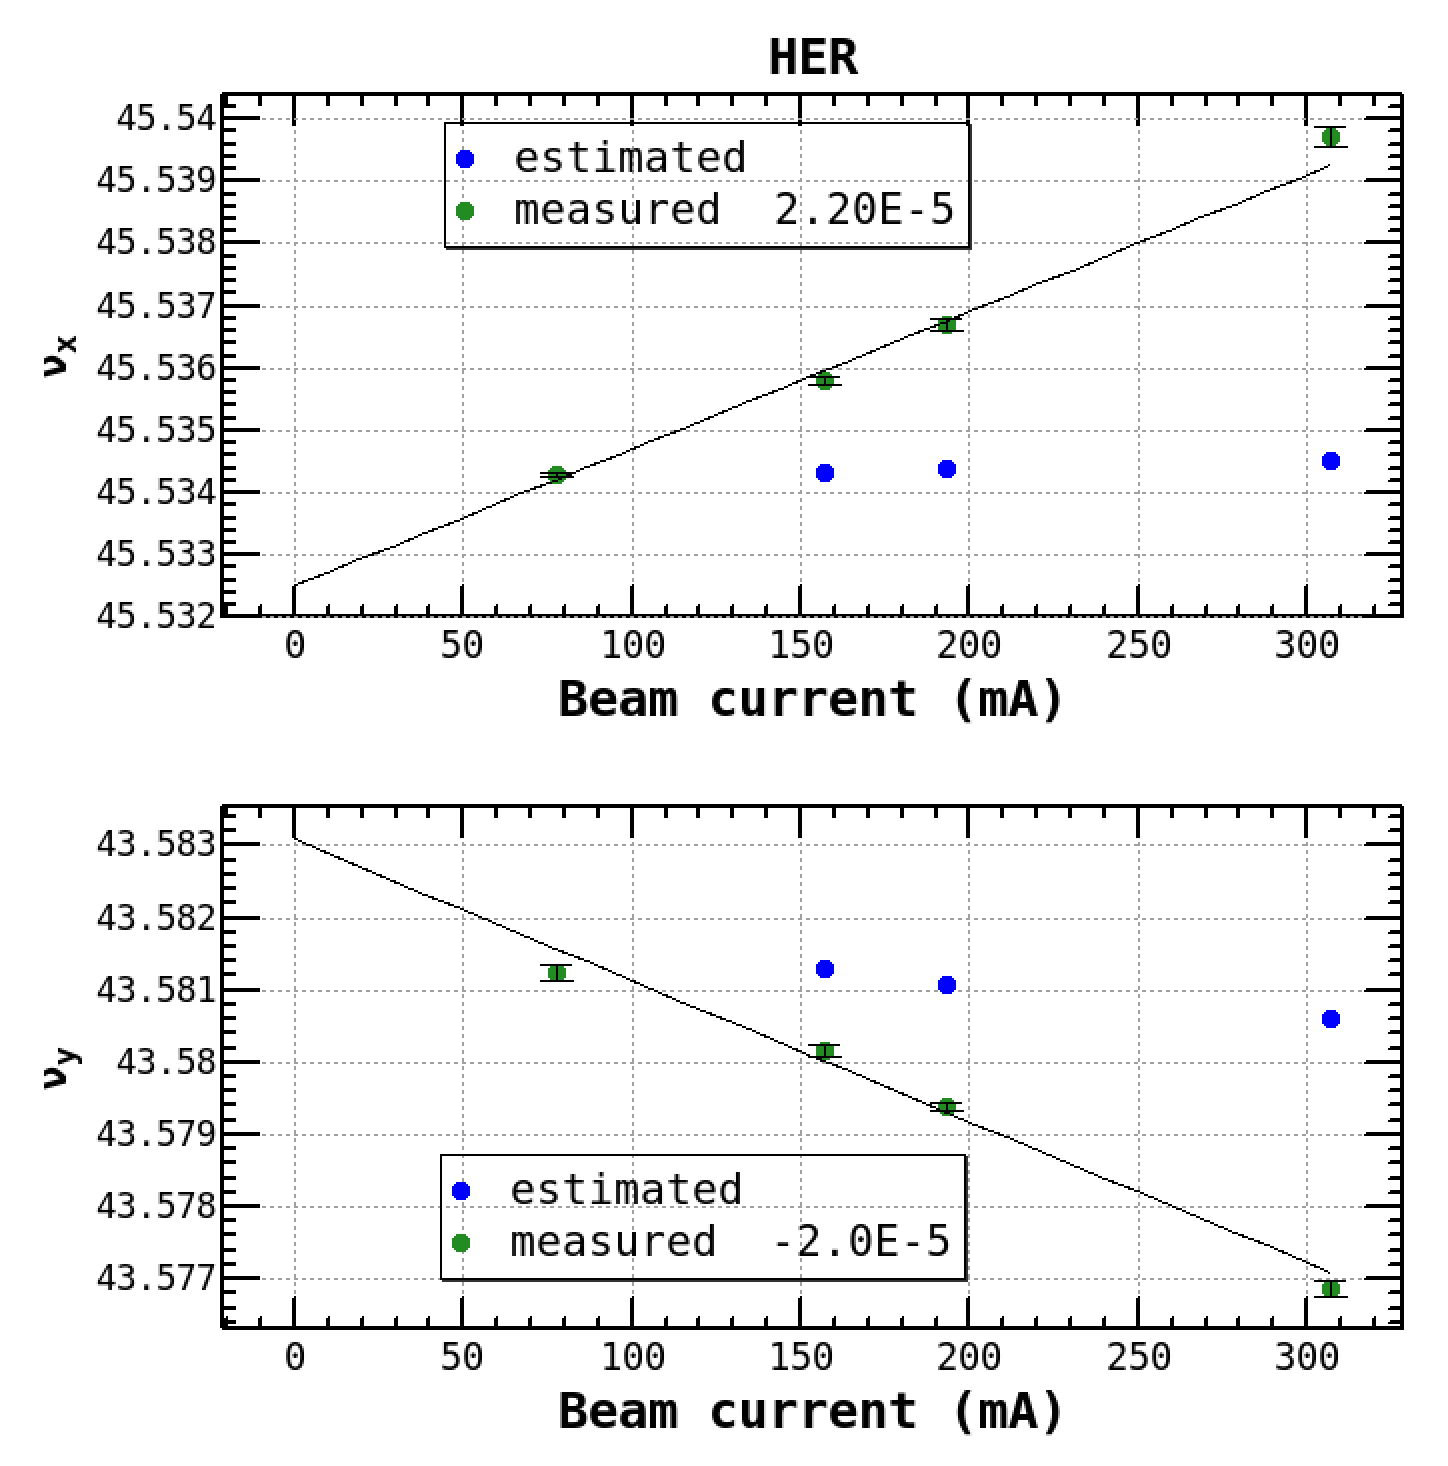 HER
45.54
45.539
45.538
45.537
45.536
45.535
45.534
45.533
45.532
νx
estimated
measured 2.20E-5
0 50 100 150 200 250 300
Beam current (mA)
43.583
43.582
43.581
43.58
43.579
43.578
43.577
νy
estimated
measured -2.0E-5
0 50 100 150 200 250 300
Beam current (mA)